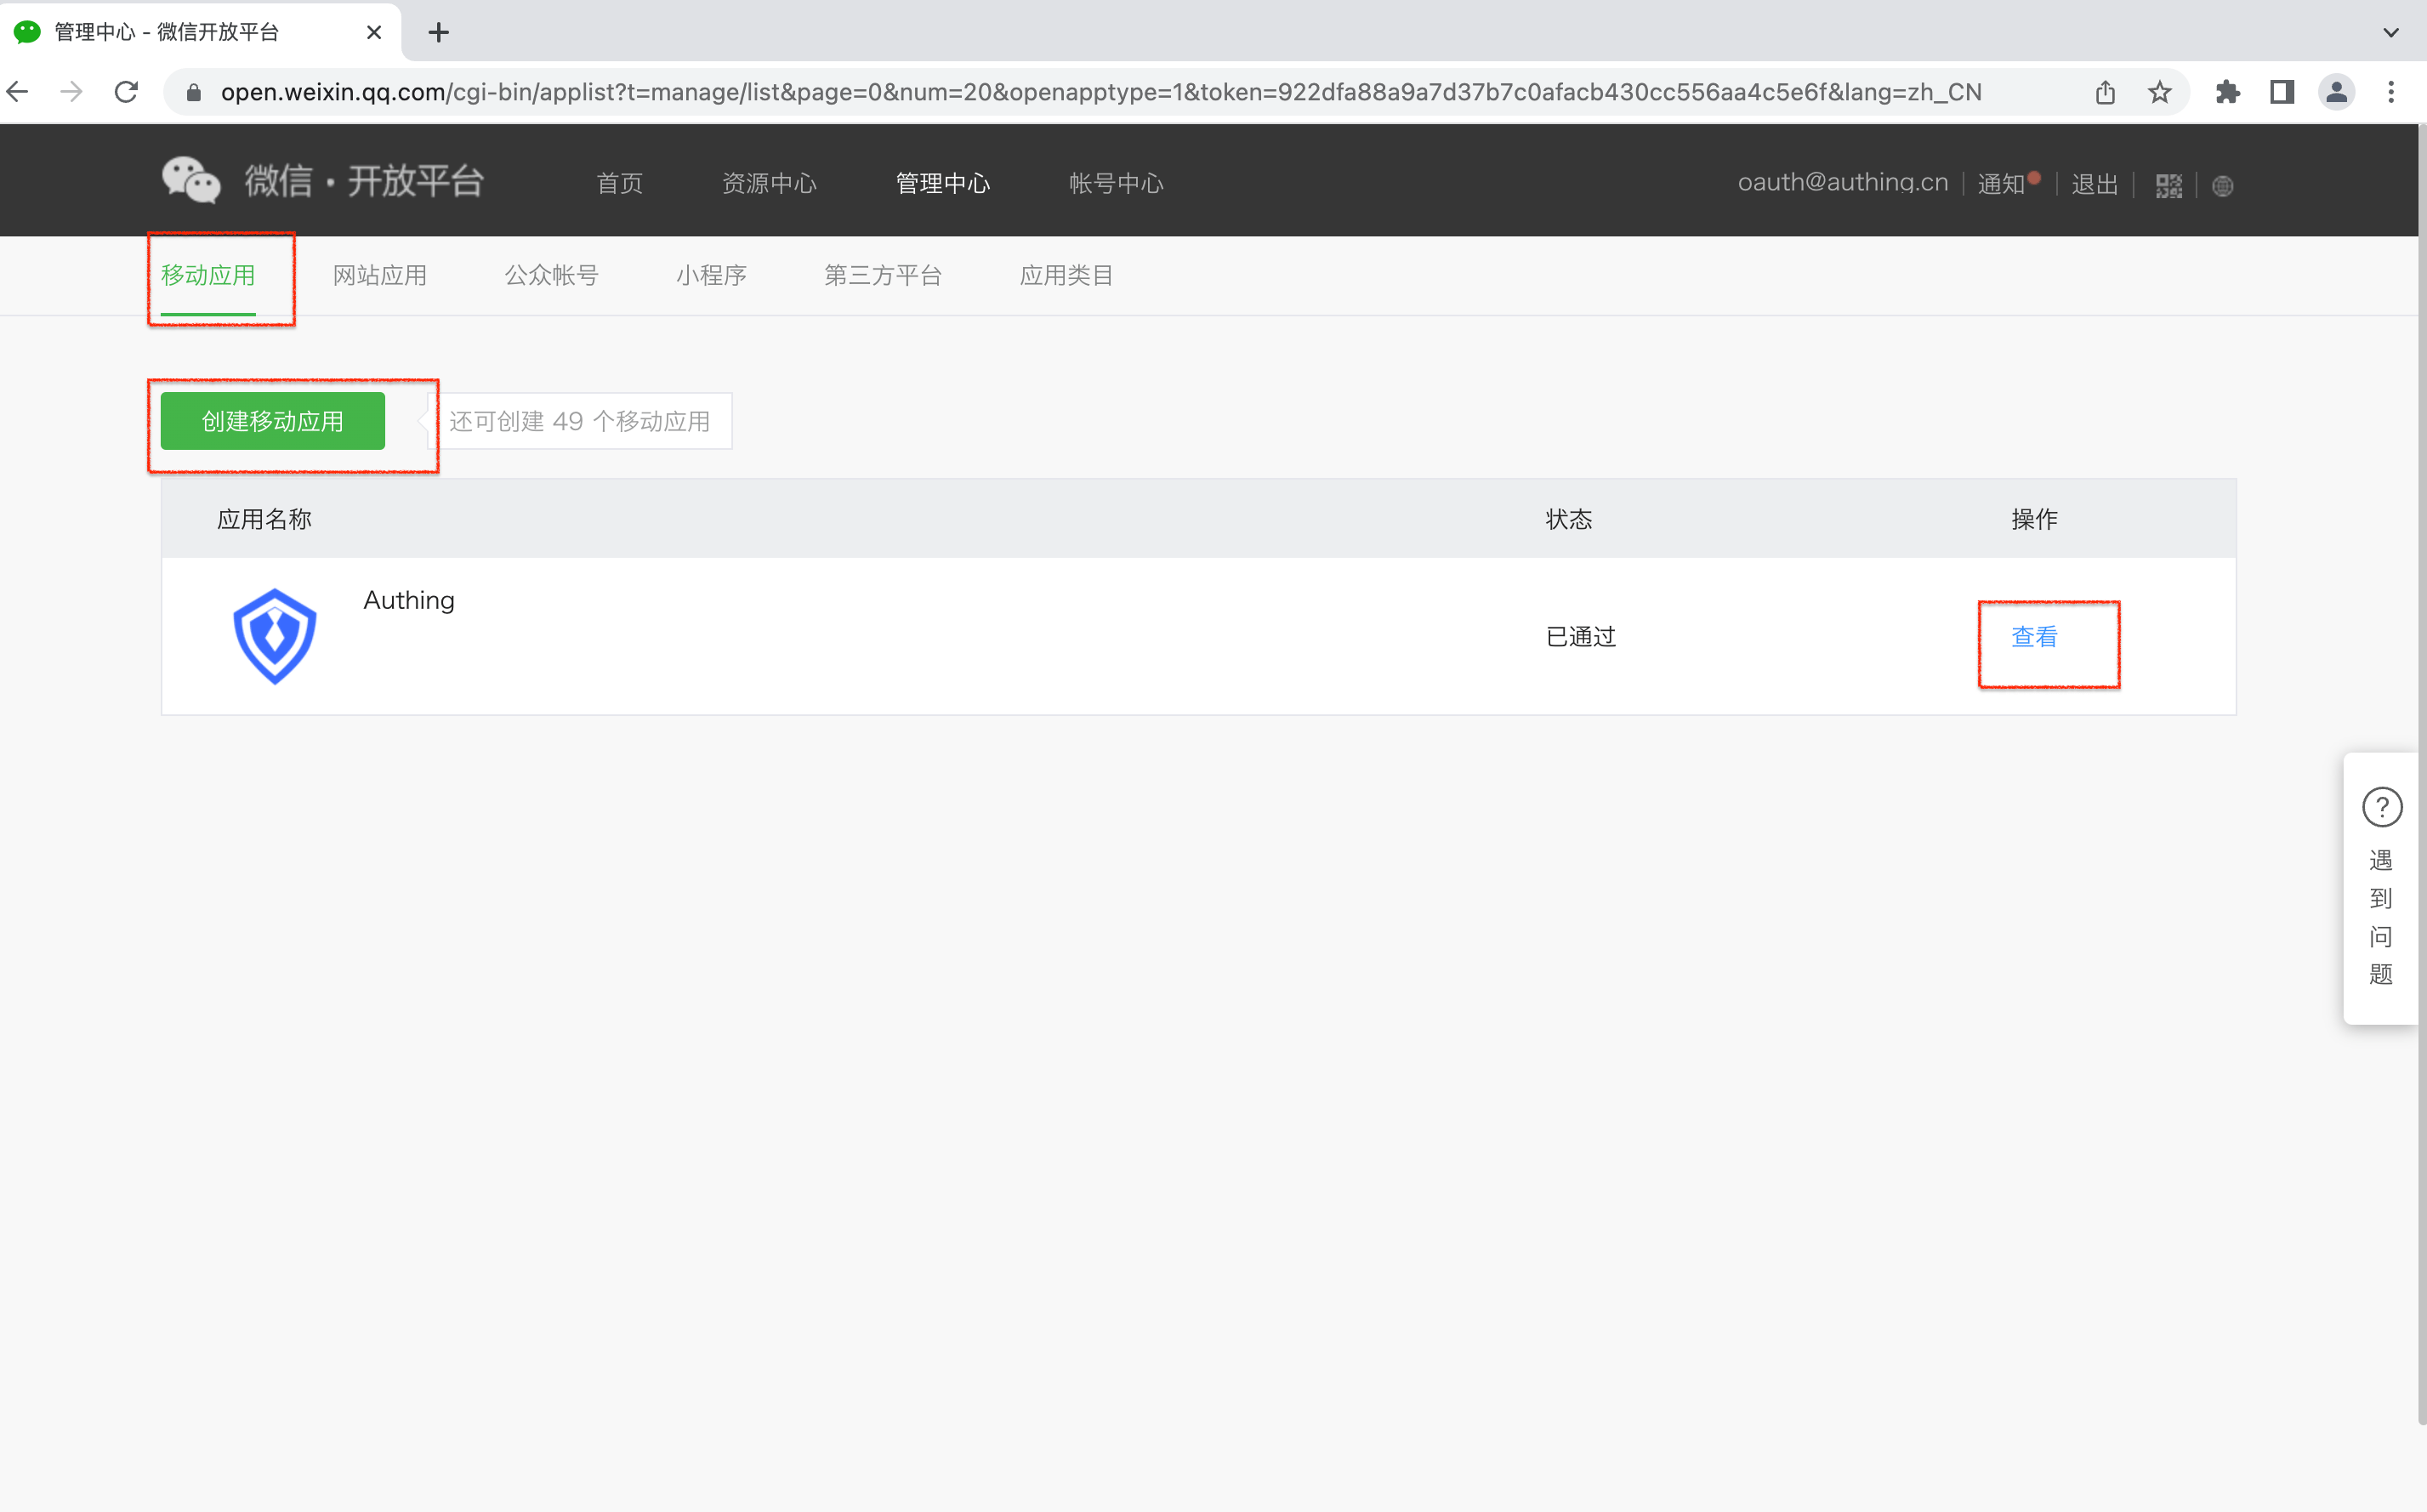 管理中心 - 微信开放平台
open.weixin.qq.com/cgi-bin/applist?t=manage/list&page=0&num=20&openapptype=1&token=922dfa88a9a7d37b7c0afacb430cc556aa4c5e6f&lang=zh_CN
微信·开放平台 首页 资源中心 管理中心 帐号中心 oauth@authing.cn 通知 退出
移动应用 网站应用 公众帐号 小程序 第三方平台 应用类目
创建移动应用 还可创建 49 个移动应用
应用名称 状态 操作
Authing
已通过 查看
?
遇
到
问
题